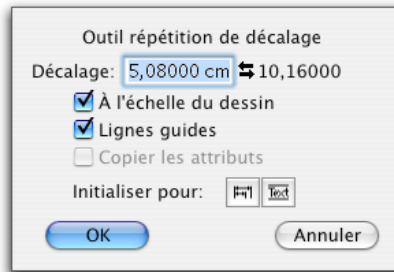 Outil répétition de décalage
Décalage: 5,08000 cm 10,16000
À l'échelle du dessin
Lignes guides
Copier les attributs
Initialiser pour: Text
OK Annuler